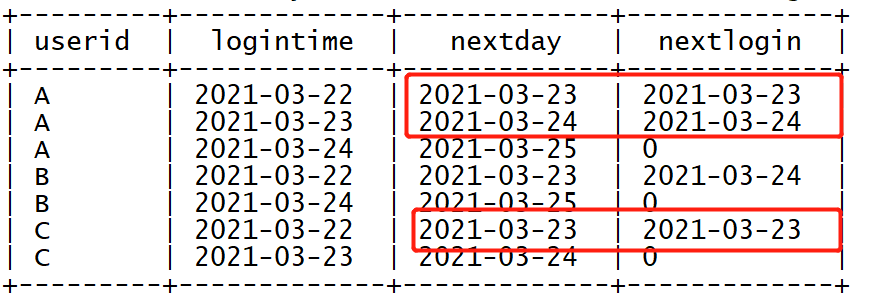 +---------+-------------+-------------+-------------+
| userid | logintime | nextday | nextlogin |
+---------+-------------+-------------+-------------+
| A | 2021-03-22 | 2021-03-23 | 2021-03-23 |
| A | 2021-03-23 | 2021-03-24 | 2021-03-24 |
| A | 2021-03-24 | 2021-03-25 | 0 |
| B | 2021-03-22 | 2021-03-23 | 2021-03-24 |
| B | 2021-03-24 | 2021-03-25 | 0 |
| C | 2021-03-22 | 2021-03-23 | 2021-03-23 |
| C | 2021-03-23 | 2021-03-24 | 0 |
+---------+-------------+-------------+-------------+